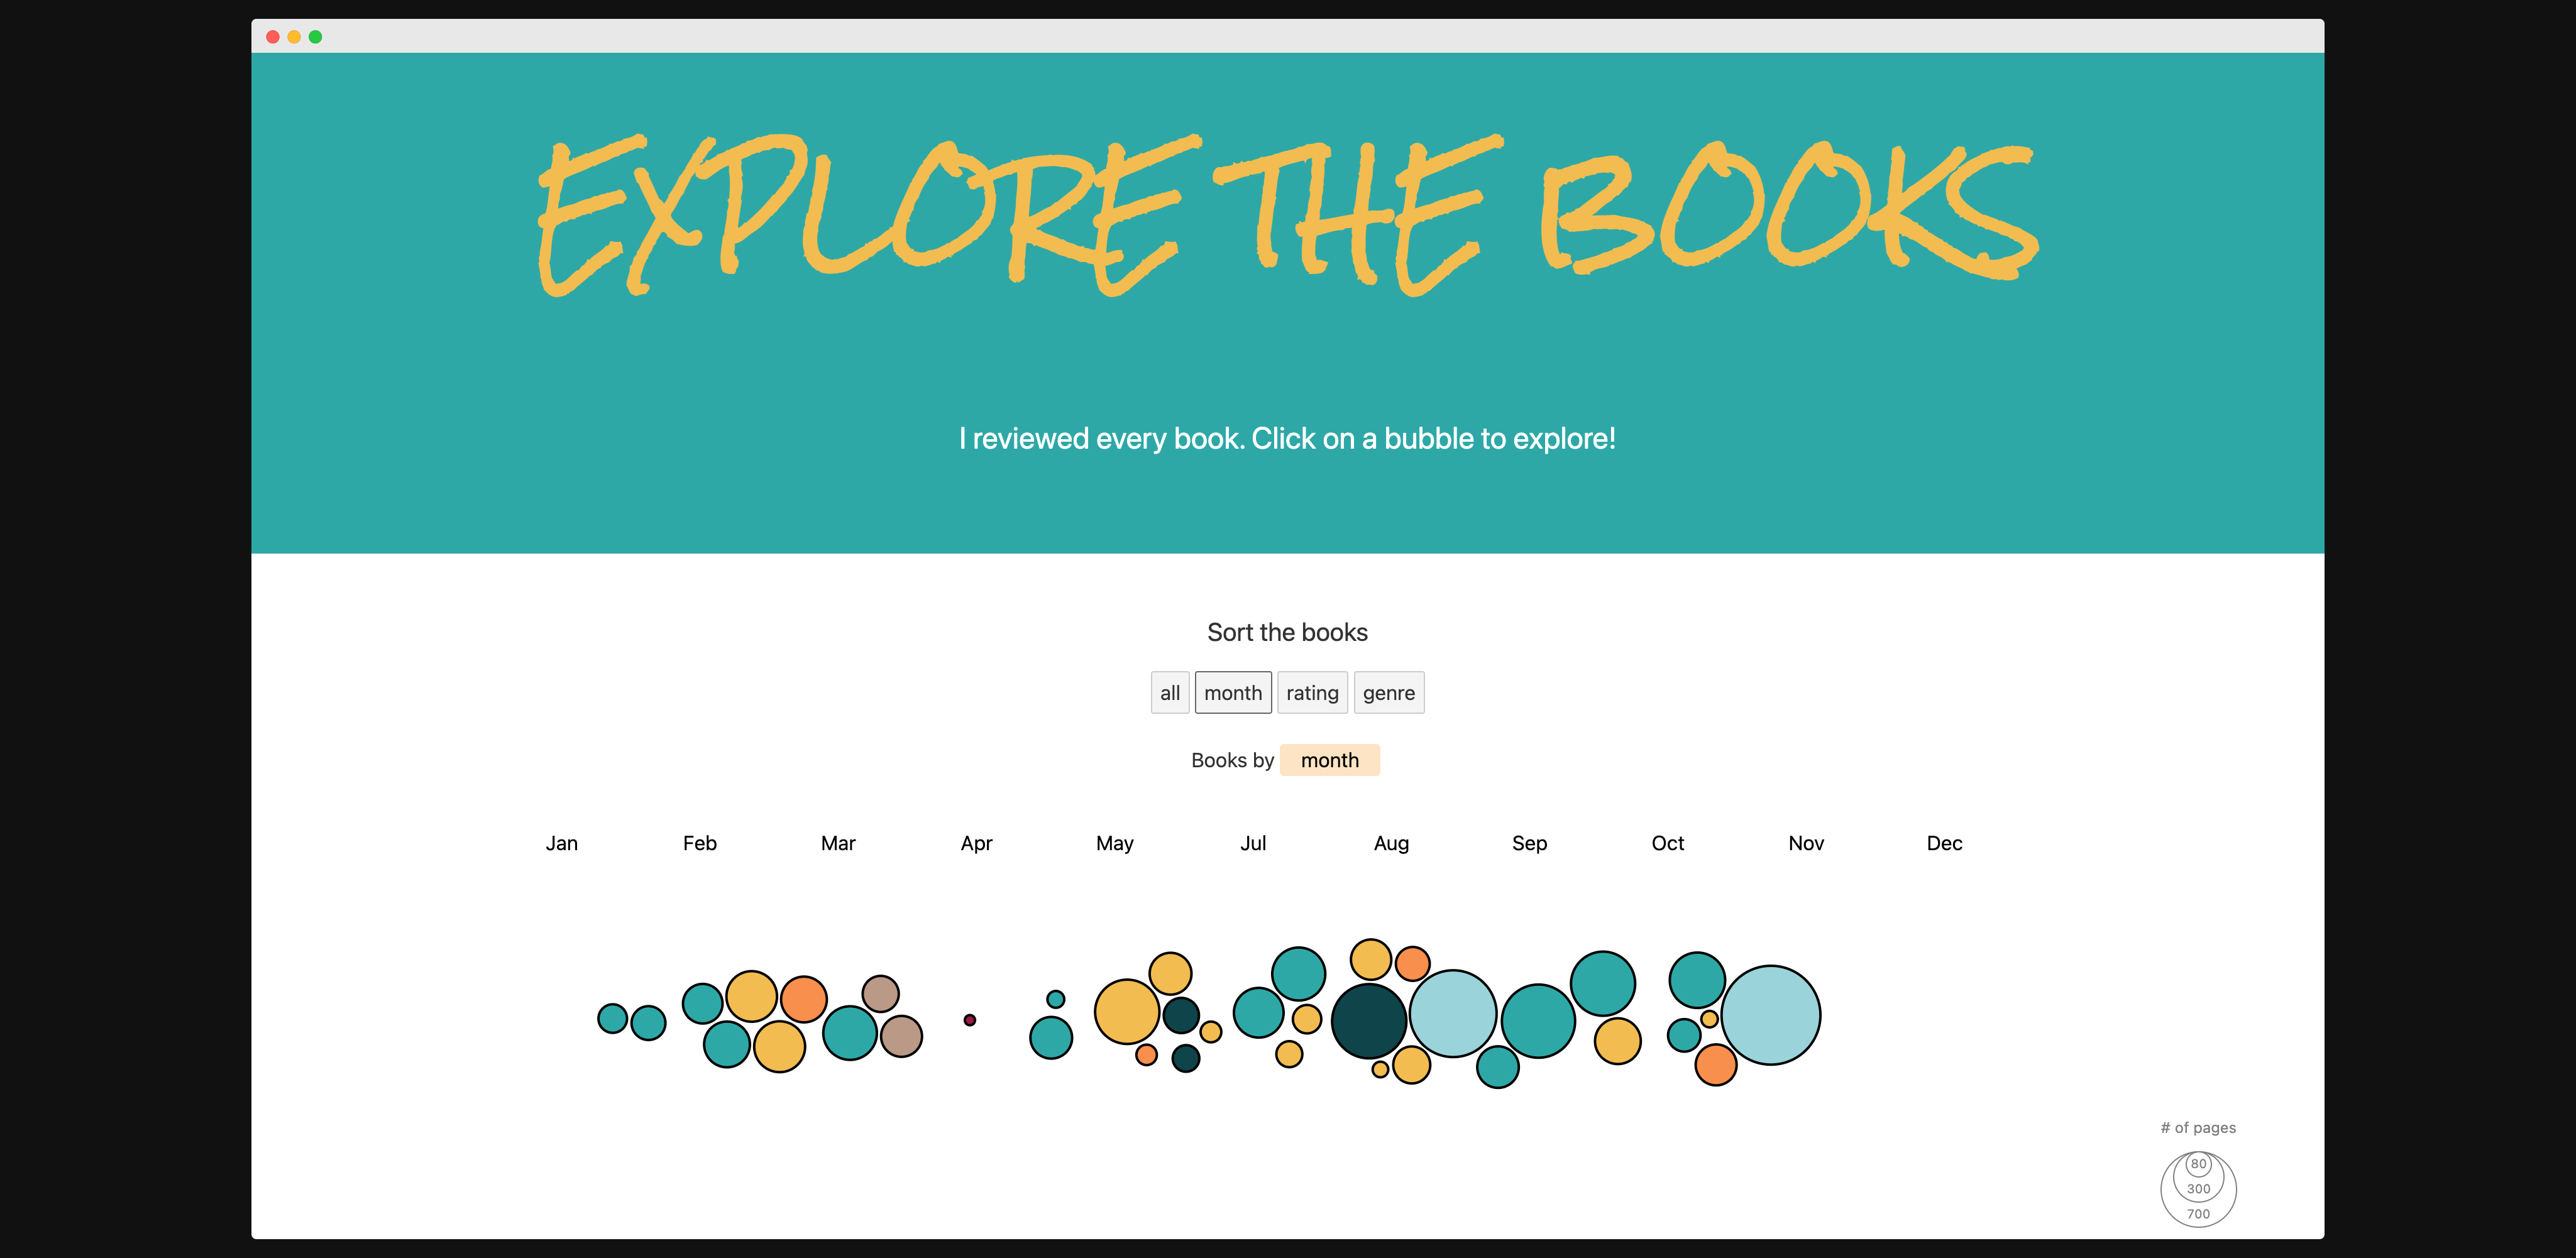 EXPLORE THE BOOKS
I reviewed every book. Click on a bubble to explore!
Sort the books
all month rating genre
Books by month
Jan Feb Mar Apr May Jul Aug Sep Oct Nov Dec
# of pages
80
300
700